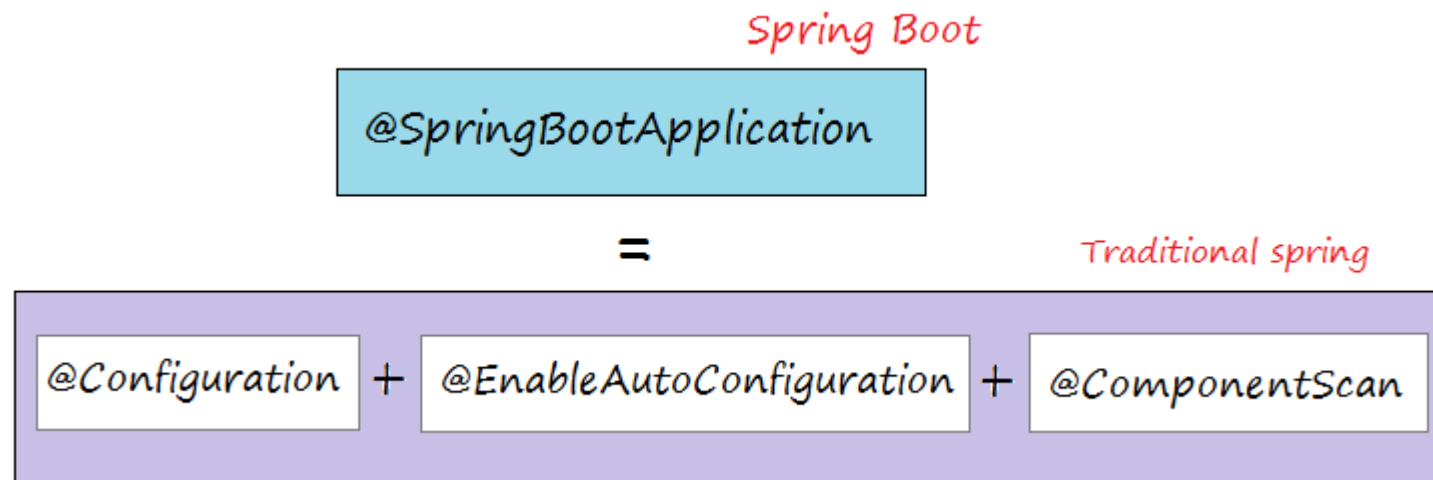 Spring Boot
@SpringBootApplication
=
Traditional spring
@Configuration + @EnableAutoConfiguration + @ComponentScan